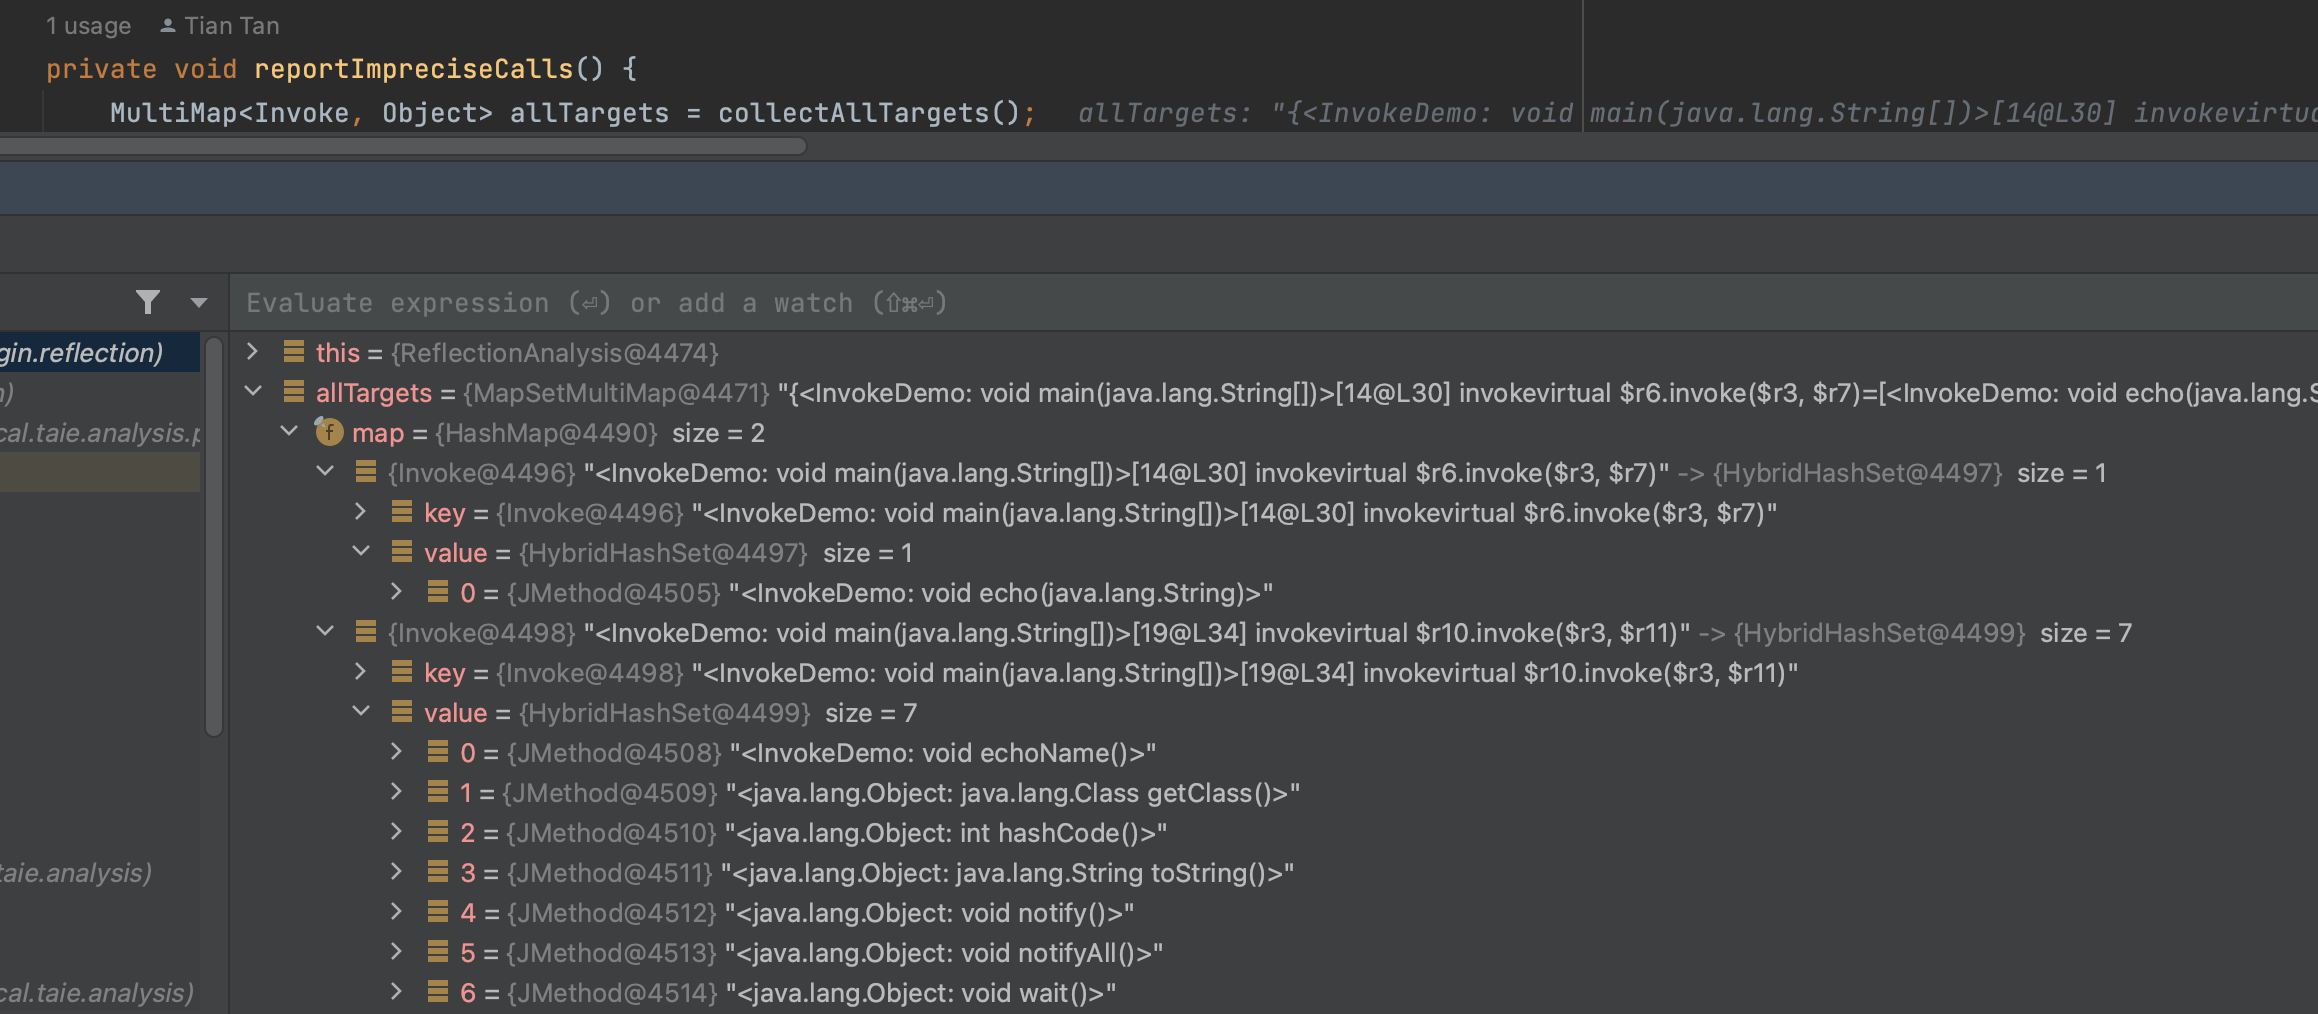 1 usage Tian Tan
private void reportImpreciseCalls() {
MultiMap<Invoke, Object> allTargets = collectAllTargets(); allTargets: "{<InvokeDemo: void main(java.lang.String[])>[14@L30] invokevirtu
Evaluate expression (⏎) or add a watch (⇧⌘⏎)
gin.reflection) this = {ReflectionAnalysis@4474}
) allTargets = {MapSetMultiMap@4471} "{<InvokeDemo: void main(java.lang.String[])>[14@L30] invokevirtual $r6.invoke($r3, $r7)=[<InvokeDemo: void echo(java.lang.S
cal.taie.analysis.p f map = {HashMap@4490} size = 2
{Invoke@4496} "<InvokeDemo: void main(java.lang.String[])>[14@L30] invokevirtual $r6.invoke($r3, $r7)" -> {HybridHashSet@4497} size = 1
key = {Invoke@4496} "<InvokeDemo: void main(java.lang.String[])>[14@L30] invokevirtual $r6.invoke($r3, $r7)"
value = {HybridHashSet@4497} size = 1
0 = {JMethod@4505} "<InvokeDemo: void echo(java.lang.String)>"
{Invoke@4498} "<InvokeDemo: void main(java.lang.String[])>[19@L34] invokevirtual $r10.invoke($r3, $r11)" -> {HybridHashSet@4499} size = 7
key = {Invoke@4498} "<InvokeDemo: void main(java.lang.String[])>[19@L34] invokevirtual $r10.invoke($r3, $r11)"
value = {HybridHashSet@4499} size = 7
0 = {JMethod@4508} "<InvokeDemo: void echoName()>"
1 = {JMethod@4509} "<java.lang.Object: java.lang.Class getClass()>"
2 = {JMethod@4510} "<java.lang.Object: int hashCode()>"
taie.analysis) 3 = {JMethod@4511} "<java.lang.Object: java.lang.String toString()>"
4 = {JMethod@4512} "<java.lang.Object: void notify()>"
5 = {JMethod@4513} "<java.lang.Object: void notifyAll()>"
cal.taie.analysis) 6 = {JMethod@4514} "<java.lang.Object: void wait()>"